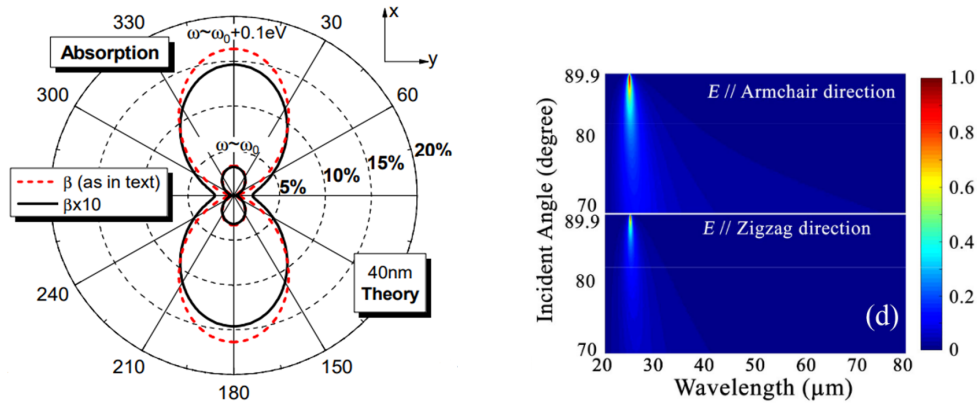 330
30
x
y
Absorption
ω~ω₀+0.1eV
300
60
ω~ω₀
5%
10%
15%
20%
β (as in text)
βx10
240
40nm
Theory
210
150
180
Incident Angle (degree)
89.9
80
70
89.9
80
70
E // Armchair direction
E // Zigzag direction
(d)
20 30 40 50 60 70 80
Wavelength (μm)
1.0
0.8
0.6
0.4
0.2
0